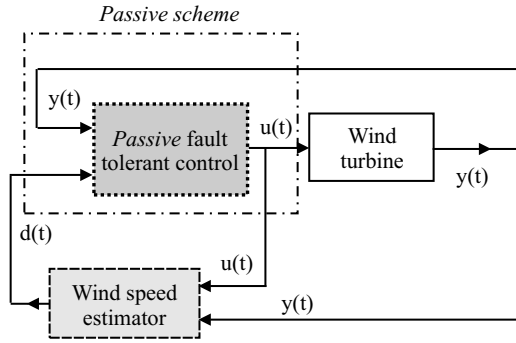 Passive scheme
y(t)
Passive fault
tolerant control
u(t)
Wind
turbine
y(t)
d(t)
u(t)
Wind speed
estimator
y(t)